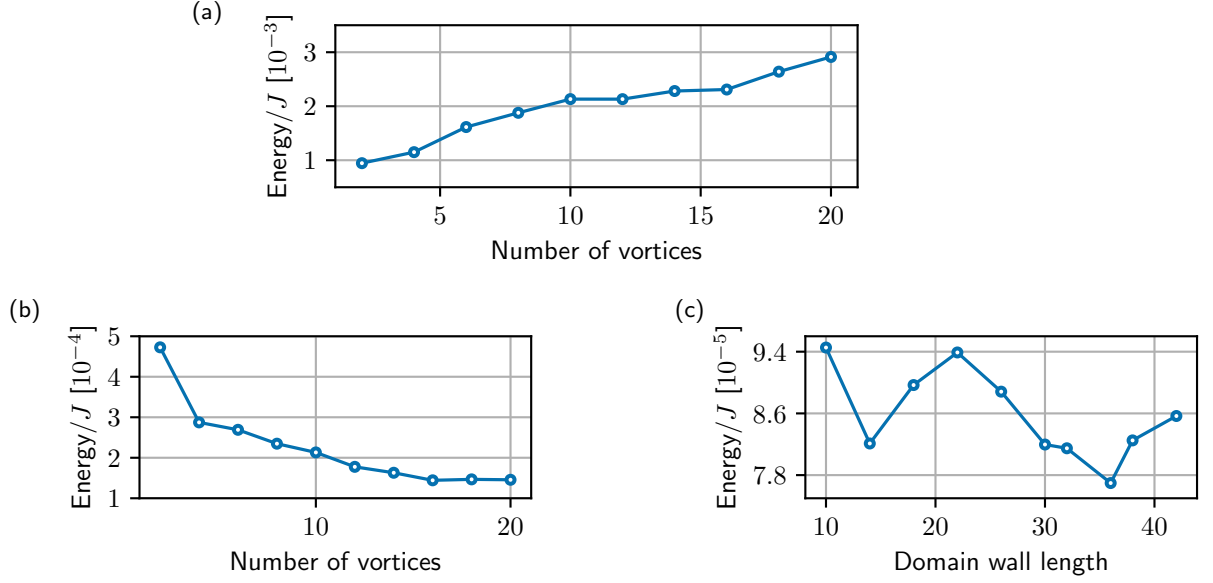 (a)
Energy/J [10⁻³]
3
2
1
5 10 15 20
Number of vortices
(b)
Energy/J [10⁻⁴]
5
4
3
2
1
10 20
Number of vortices
(c)
Energy/J [10⁻⁵]
9.4
8.6
7.8
10 20 30 40
Domain wall length